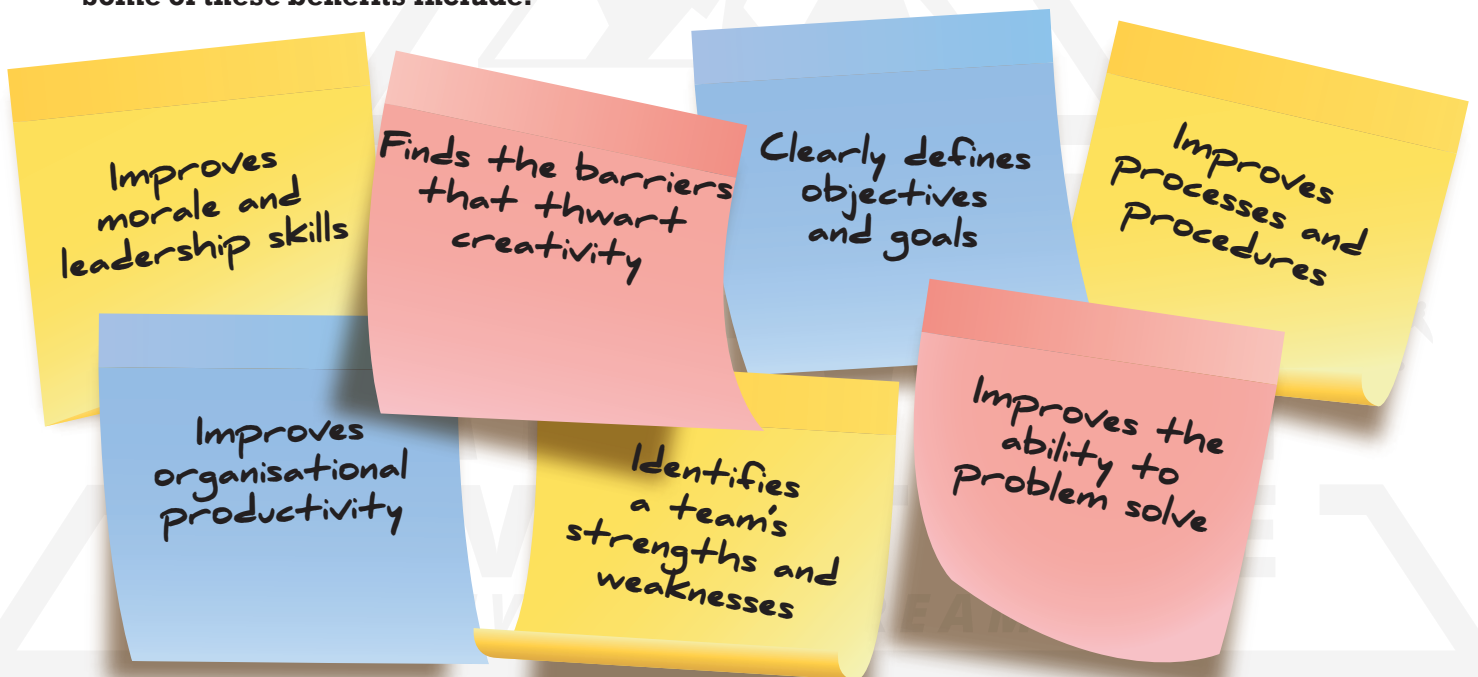 some of these benefits include:
Improves
morale and
leadership skills
Finds the barriers
that thwart
creativity
Clearly defines
objectives
and goals
Improves
processes and
procedures
Improves
organisational
productivity
Identifies
a team's
strengths and
weaknesses
Improves the
ability to
problem solve